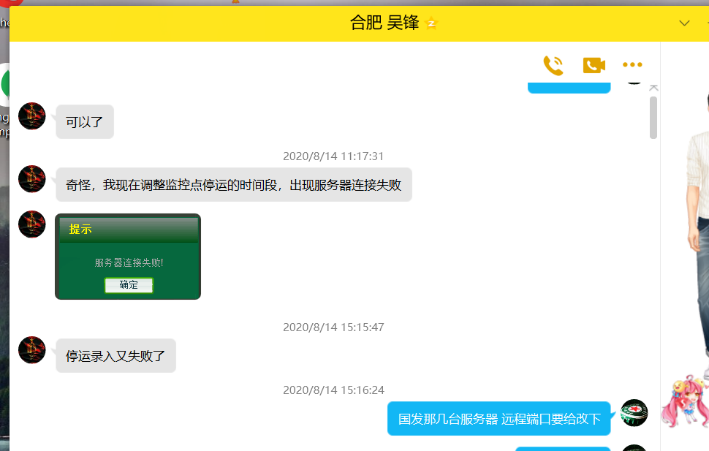 合肥 吴锋
可以了
2020/8/14 11:17:31
奇怪，我现在调整监控点停运的时间段，出现服务器连接失败
提示
服务器连接失败!
确定
2020/8/14 15:15:47
停运录入又失败了
2020/8/14 15:16:24
国发那几台服务器 远程端口要给改下